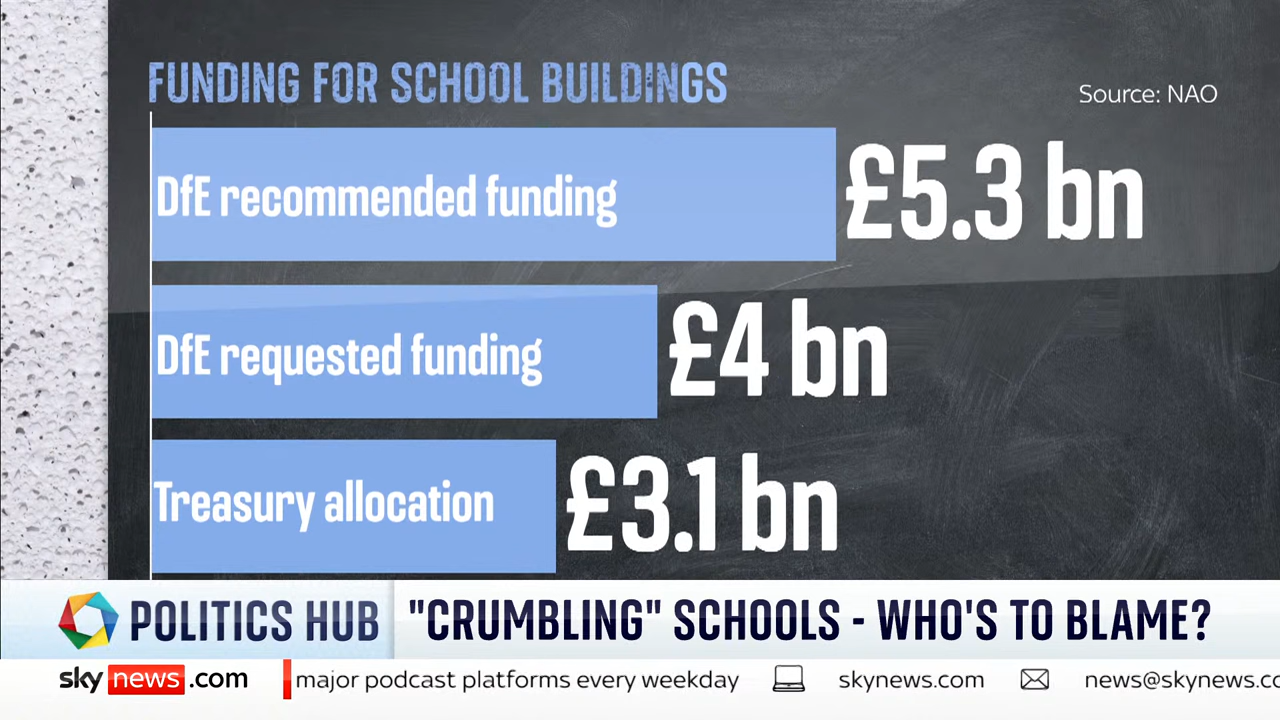 FUNDING FOR SCHOOL BUILDINGS
Source: NAO
DfE recommended funding £5.3 bn
DfE requested funding £4 bn
Treasury allocation £3.1 bn
POLITICS HUB "CRUMBLING" SCHOOLS - WHO'S TO BLAME?
sky news.com major podcast platforms every weekday skynews.com news@skynews.co